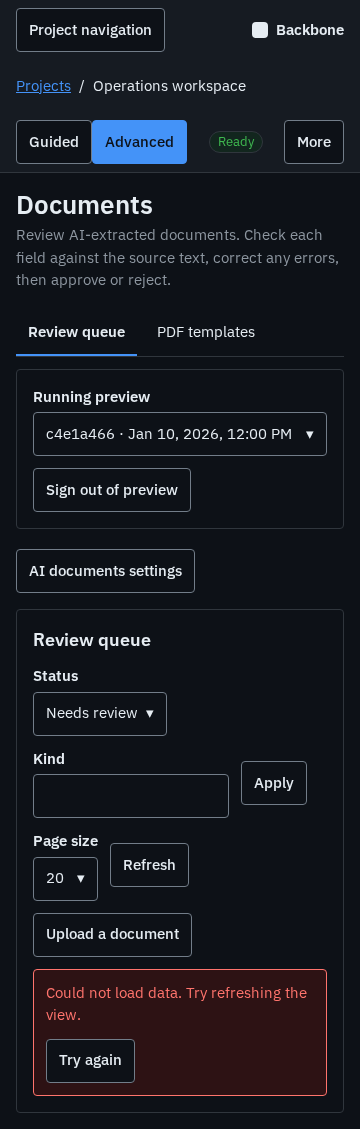 Project navigation
Backbone
Projects / Operations workspace
Guided
Advanced
Ready
More
Documents
Review AI-extracted documents. Check each
field against the source text, correct any errors,
then approve or reject.
Review queue
PDF templates
Running preview
c4e1a466 · Jan 10, 2026, 12:00 PM
Sign out of preview
AI documents settings
Review queue
Status
Needs review
Kind
Apply
Page size
20
Refresh
Upload a document
Could not load data. Try refreshing the
view.
Try again